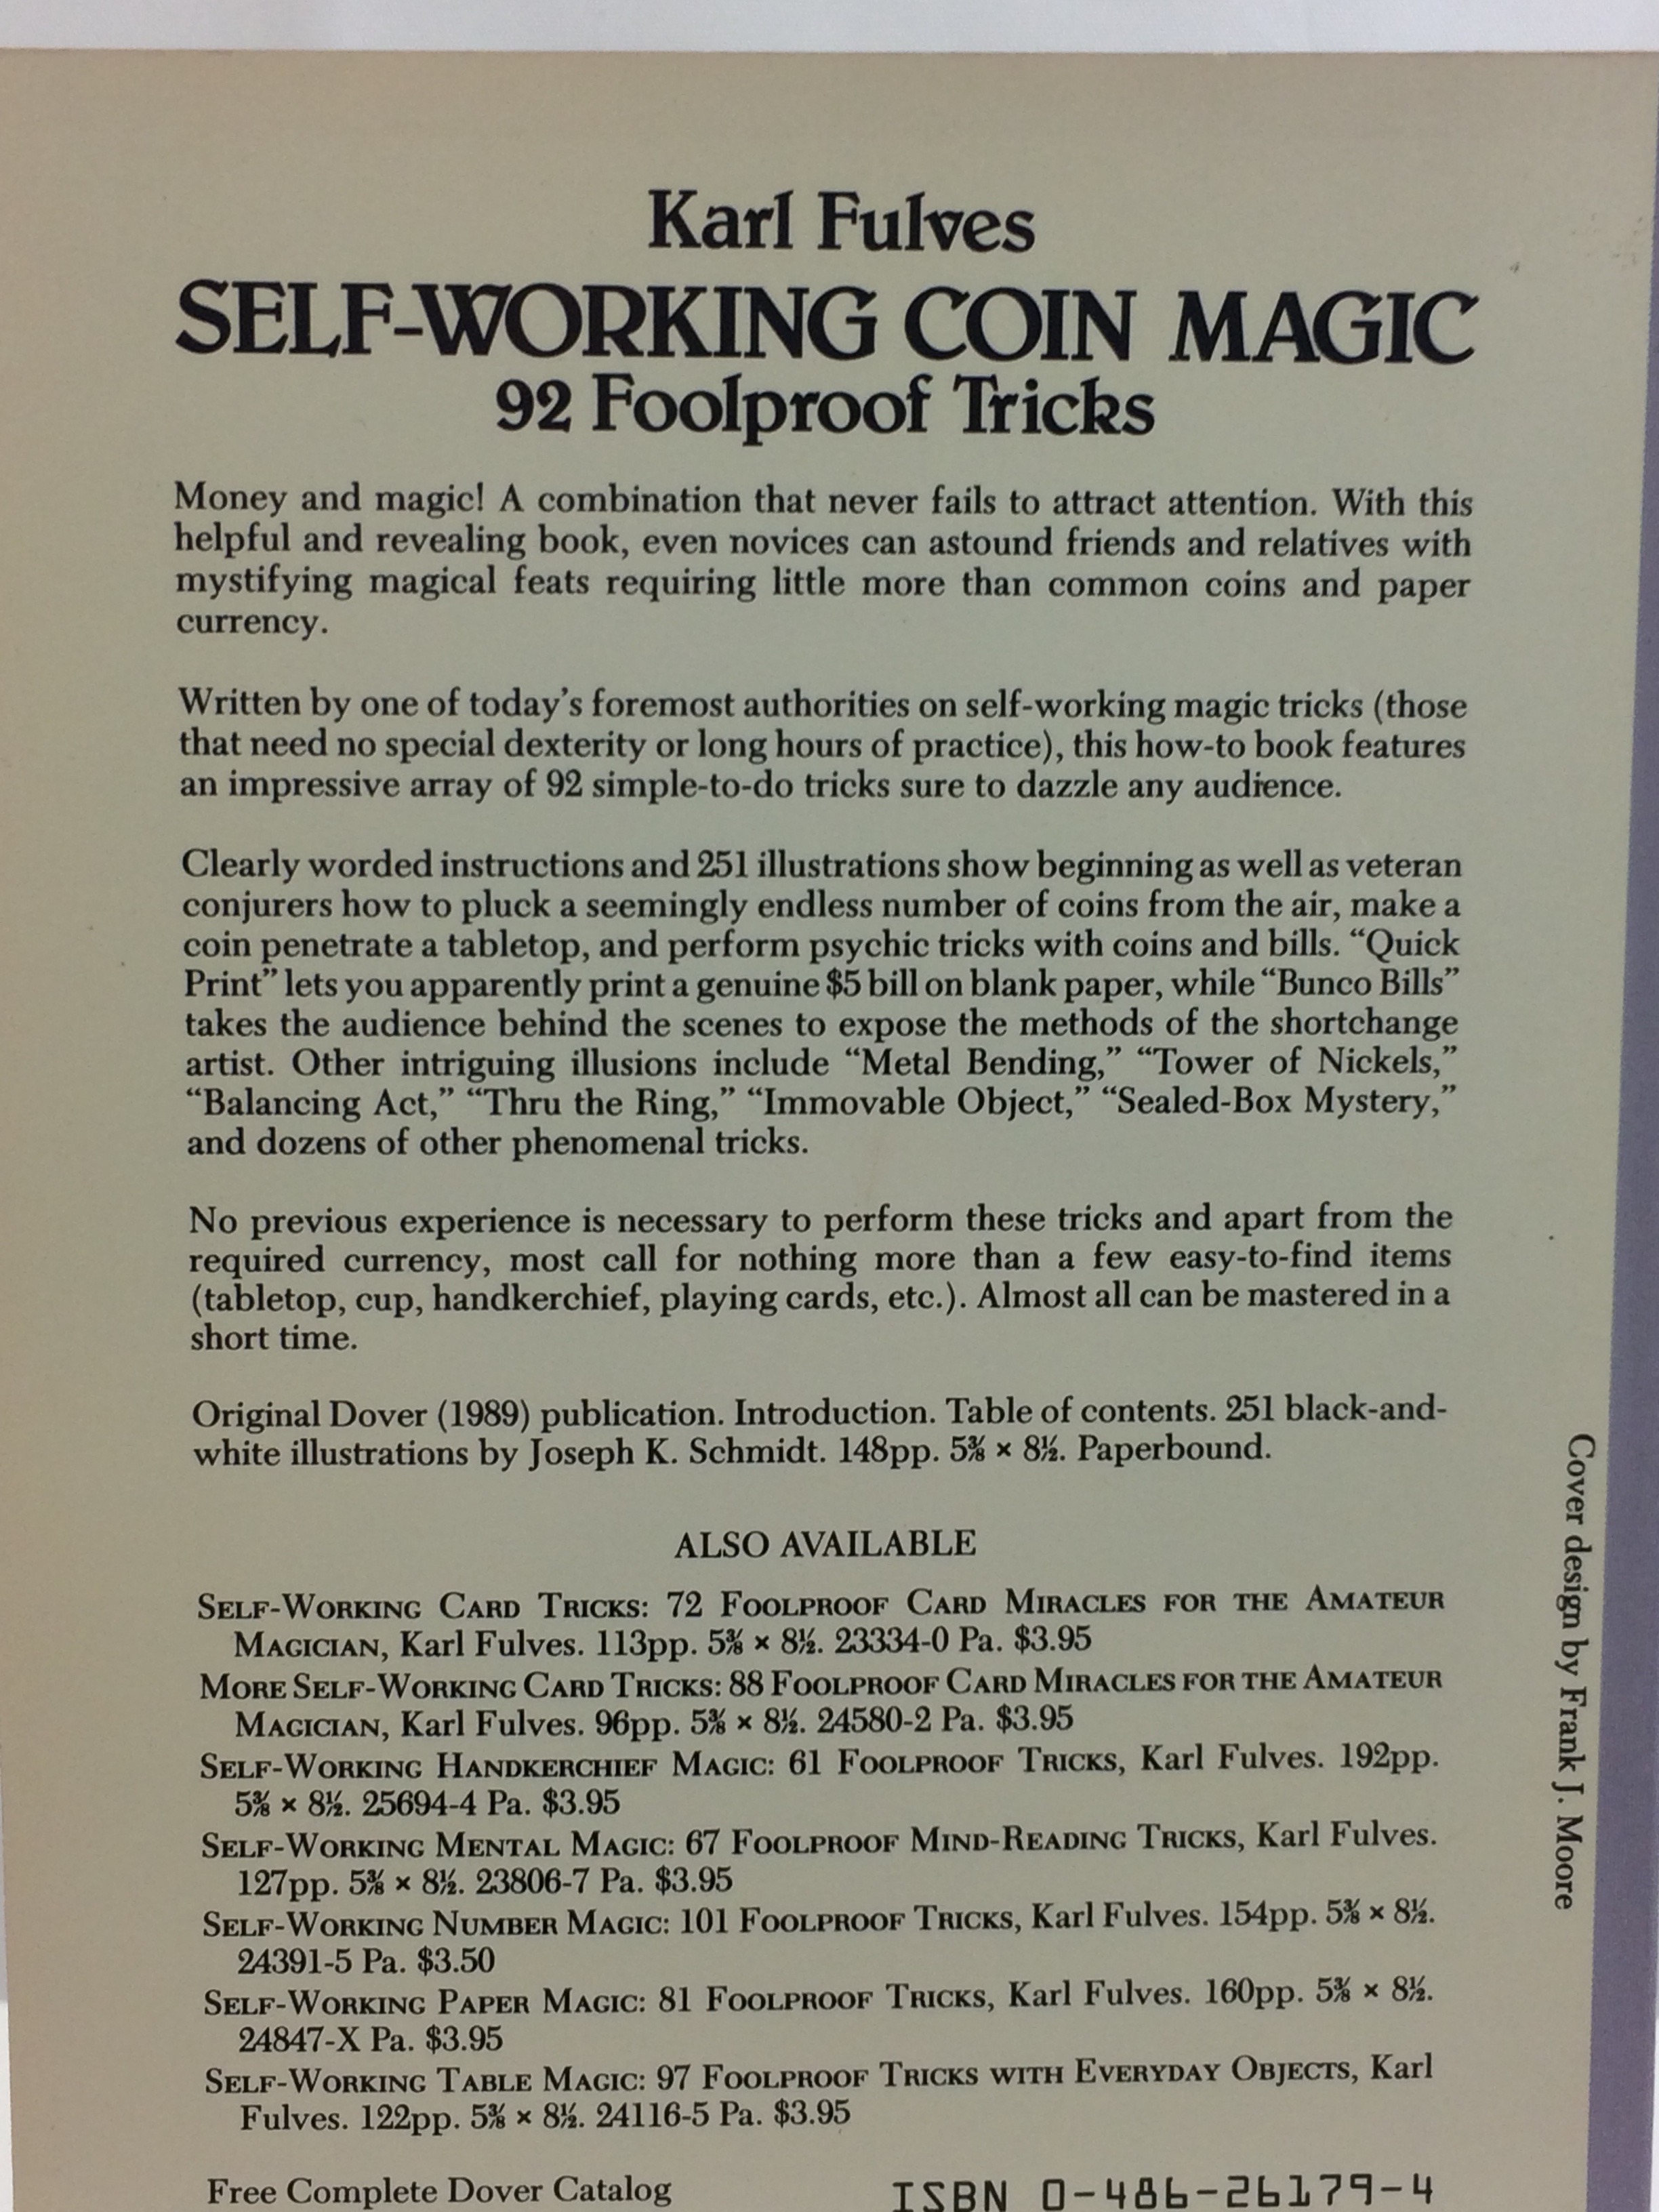 Karl Fulves
SELF-WORKING COIN MAGIC
92 Foolproof Tricks
Money and magic! A combination that never fails to attract attention. With this
helpful and revealing book, even novices can astound friends and relatives with
mystifying magical feats requiring little more than common coins and paper
currency.
Written by one of today's foremost authorities on self-working magic tricks (those
that need no special dexterity or long hours of practice), this how-to book features
an impressive array of 92 simple-to-do tricks sure to dazzle any audience.
Clearly worded instructions and 251 illustrations show beginning as well as veteran
conjurers how to pluck a seemingly endless number of coins from the air, make a
coin penetrate a tabletop, and perform psychic tricks with coins and bills. “Quick
Print” lets you apparently print a genuine $5 bill on blank paper, while “Bunco Bills”
takes the audience behind the scenes to expose the methods of the shortchange
artist. Other intriguing illusions include “Metal Bending,” “Tower of Nickels,”
“Balancing Act,” “Thru the Ring,” “Immovable Object,” “Sealed-Box Mystery,”
and dozens of other phenomenal tricks.
No previous experience is necessary to perform these tricks and apart from the
required currency, most call for nothing more than a few easy-to-find items
(tabletop, cup, handkerchief, playing cards, etc.). Almost all can be mastered in a
short time.
Original Dover (1989) publication. Introduction. Table of contents. 251 black-and-
white illustrations by Joseph K. Schmidt. 148pp. 5⅜ × 8½. Paperbound.
ALSO AVAILABLE
SELF-WORKING CARD TRICKS: 72 FOOLPROOF CARD MIRACLES FOR THE AMATEUR
MAGICIAN, Karl Fulves. 113pp. 5⅜ × 8½. 23334-0 Pa. $3.95
MORE SELF-WORKING CARD TRICKS: 88 FOOLPROOF CARD MIRACLES FOR THE AMATEUR
MAGICIAN, Karl Fulves. 96pp. 5⅜ × 8½. 24580-2 Pa. $3.95
SELF-WORKING HANDKERCHIEF MAGIC: 61 FOOLPROOF TRICKS, Karl Fulves. 192pp.
5⅜ × 8½. 25694-4 Pa. $3.95
SELF-WORKING MENTAL MAGIC: 67 FOOLPROOF MIND-READING TRICKS, Karl Fulves.
127pp. 5⅜ × 8½. 23806-7 Pa. $3.95
SELF-WORKING NUMBER MAGIC: 101 FOOLPROOF TRICKS, Karl Fulves. 154pp. 5⅜ × 8½.
24391-5 Pa. $3.50
SELF-WORKING PAPER MAGIC: 81 FOOLPROOF TRICKS, Karl Fulves. 160pp. 5⅜ × 8½.
24847-X Pa. $3.95
SELF-WORKING TABLE MAGIC: 97 FOOLPROOF TRICKS WITH EVERYDAY OBJECTS, Karl
Fulves. 122pp. 5⅜ × 8½. 24116-5 Pa. $3.95
Free Complete Dover Catalog
ISBN 0-486-26179-4
Cover design by Frank J. Moore